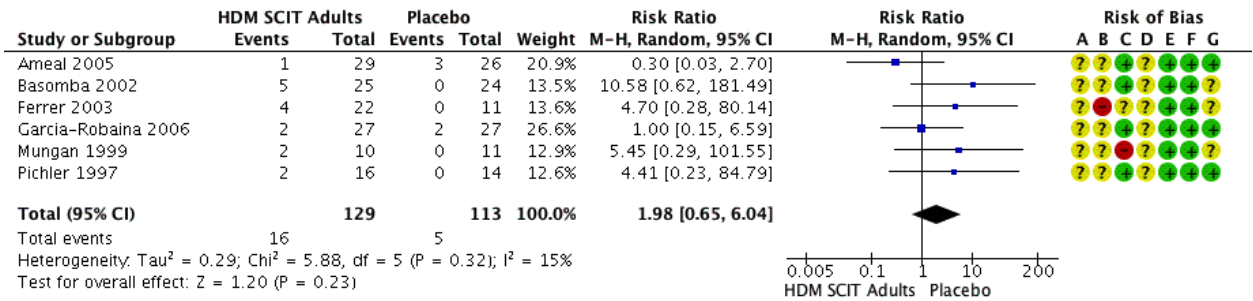 HDM SCIT Adults Placebo Risk Ratio Risk Ratio Risk of Bias
Study or Subgroup Events Total Events Total Weight M-H, Random, 95% CI M-H, Random, 95% CI A B C D E F G
Ameal 2005 1 29 3 26 20.9% 0.30 [0.03, 2.70] ? ? + ? + + +
Basomba 2002 5 25 0 24 13.5% 10.58 [0.62, 181.49] ? ? + ? + + ?
Ferrer 2003 4 22 0 11 13.6% 4.70 [0.28, 80.14] ? - ? ? + + ?
Garcia-Robaina 2006 2 27 2 27 26.6% 1.00 [0.15, 6.59] ? ? + ? + + +
Mungan 1999 2 10 0 11 12.9% 5.45 [0.29, 101.55] ? ? - ? + + ?
Pichler 1997 2 16 0 14 12.6% 4.41 [0.23, 84.79] ? ? + ? + + +
Total (95% CI) 129 113 100.0% 1.98 [0.65, 6.04]
Total events 16 5
Heterogeneity: Tau² = 0.29; Chi² = 5.88, df = 5 (P = 0.32); I² = 15%
Test for overall effect: Z = 1.20 (P = 0.23)
0.005 0.1 1 10 200
HDM SCIT Adults Placebo